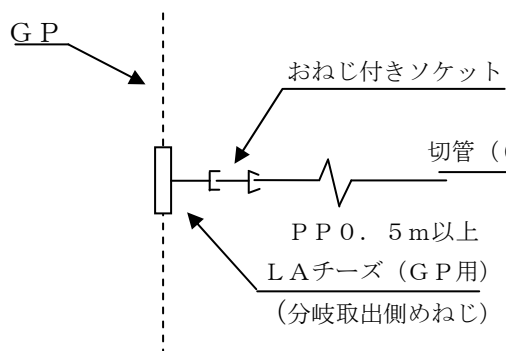 ＧＰ
おねじ付きソケット
切管（
ＰＰ０．５ｍ以上
ＬＡチーズ（ＧＰ用）
(分岐取出側めねじ）